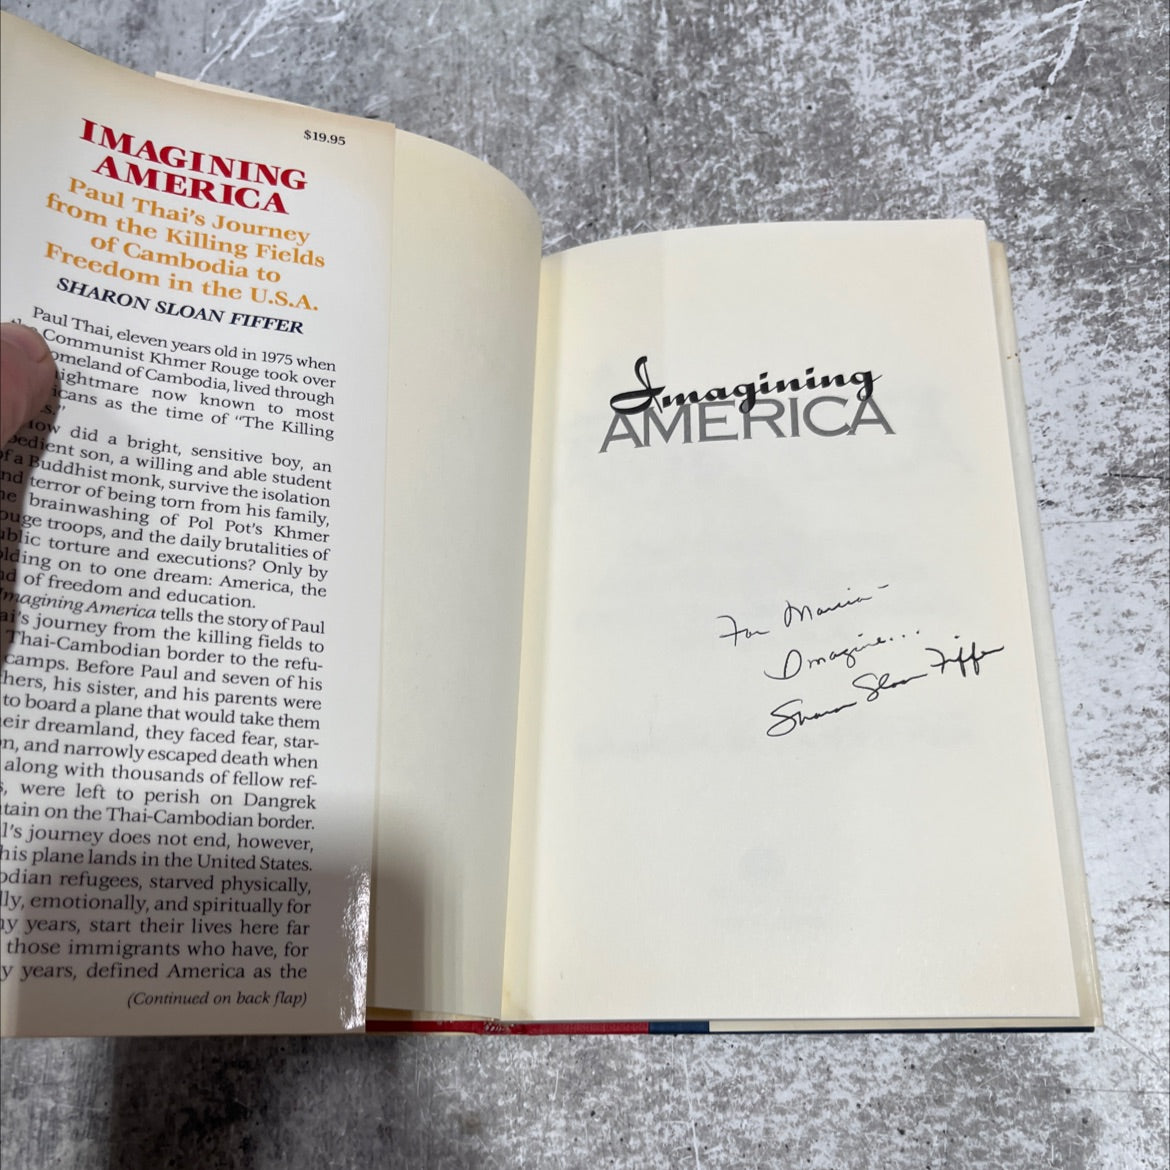 $19.95
IMAGINING
AMERICA
Paul Thai's Journey
from the Killing Fields
of Cambodia to
Freedom in the U.S.A.
SHARON SLOAN FIFFER
Paul Thai, eleven years old in 1975 when
Communist Khmer Rouge took over
omeland of Cambodia, lived through
ightmare now known to most
icans as the time of "The Killing
s."
ow did a bright, sensitive boy, an
bedient son, a willing and able student
of a Buddhist monk, survive the isolation
nd terror of being torn from his family,
he brainwashing of Pol Pot's Khmer
ouge troops, and the daily brutalities of
ublic torture and executions? Only by
olding on to one dream: America, the
nd of freedom and education.
Imagining America tells the story of Paul
ai's journey from the killing fields to
Thai-Cambodian border to the refu-
camps. Before Paul and seven of his
thers, his sister, and his parents were
to board a plane that would take them
eir dreamland, they faced fear, star-
n, and narrowly escaped death when
along with thousands of fellow ref-
s, were left to perish on Dangrek
tain on the Thai-Cambodian border.
l's journey does not end, however,
his plane lands in the United States.
odian refugees, starved physically,
lly, emotionally, and spiritually for
ny years, start their lives here far
those immigrants who have, for
y years, defined America as the
(Continued on back flap)
Imagining
AMERICA
For Marcia-
Imagine...
Sharon Sloan Fiffer